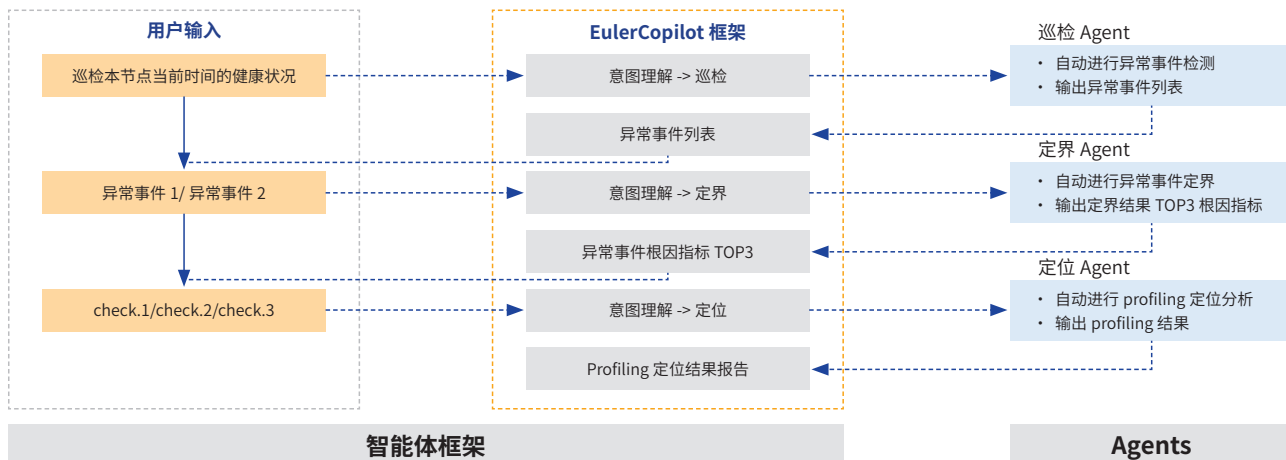 用户输入
巡检本节点当前时间的健康状况
异常事件 1/ 异常事件 2
check.1/check.2/check.3
EulerCopilot 框架
意图理解 -> 巡检
异常事件列表
意图理解 -> 定界
异常事件根因指标 TOP3
意图理解 -> 定位
Profiling 定位结果报告
巡检 Agent
• 自动进行异常事件检测
• 输出异常事件列表
定界 Agent
• 自动进行异常事件定界
• 输出定界结果 TOP3 根因指标
定位 Agent
• 自动进行 profiling 定位分析
• 输出 profiling 结果
智能体框架
Agents